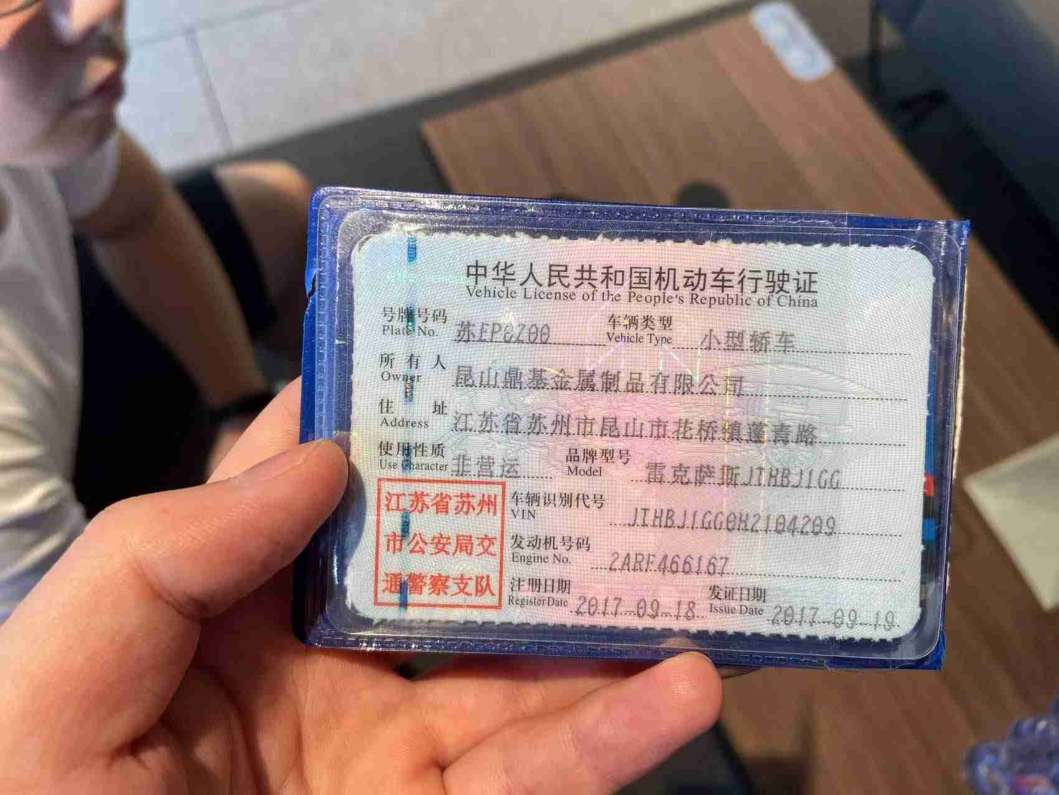 中华人民共和国机动车行驶证
Vehicle License of the People's Republic of China
号牌号码 苏EP0Z00 车辆类型 小型轿车
Plate No. Vehicle Type
所有人 昆山鼎基金属制品有限公司
Owner
住址 江苏省苏州市昆山市花桥镇蓬青路
Address
使用性质 非营运 品牌型号 雷克萨斯JTHBJ1GG
Use Character Model
江苏省苏州
市公安局交
通警察支队
车辆识别代号 JTHBJ1GG0H2104209
VIN
发动机号码 2ARF466167
Engine No.
注册日期 2017-09-18 发证日期 2017-09-19
Register Date Issue Date